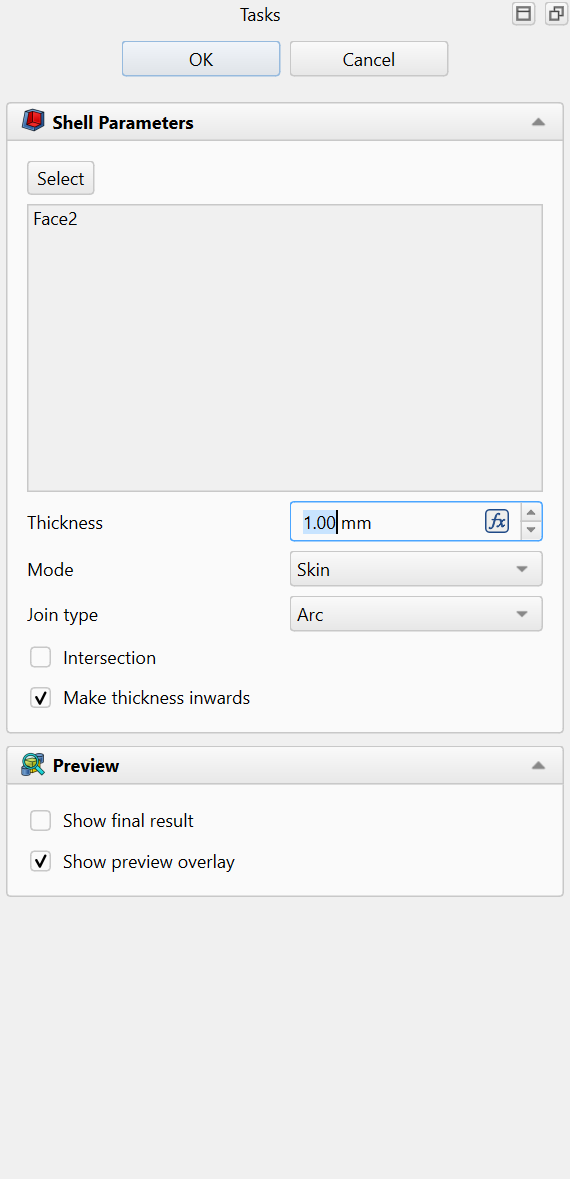 Tasks
OK Cancel
Shell Parameters
Select
Face2
Thickness 1.00 mm fx
Mode Skin
Join type Arc
Intersection
Make thickness inwards
Preview
Show final result
Show preview overlay